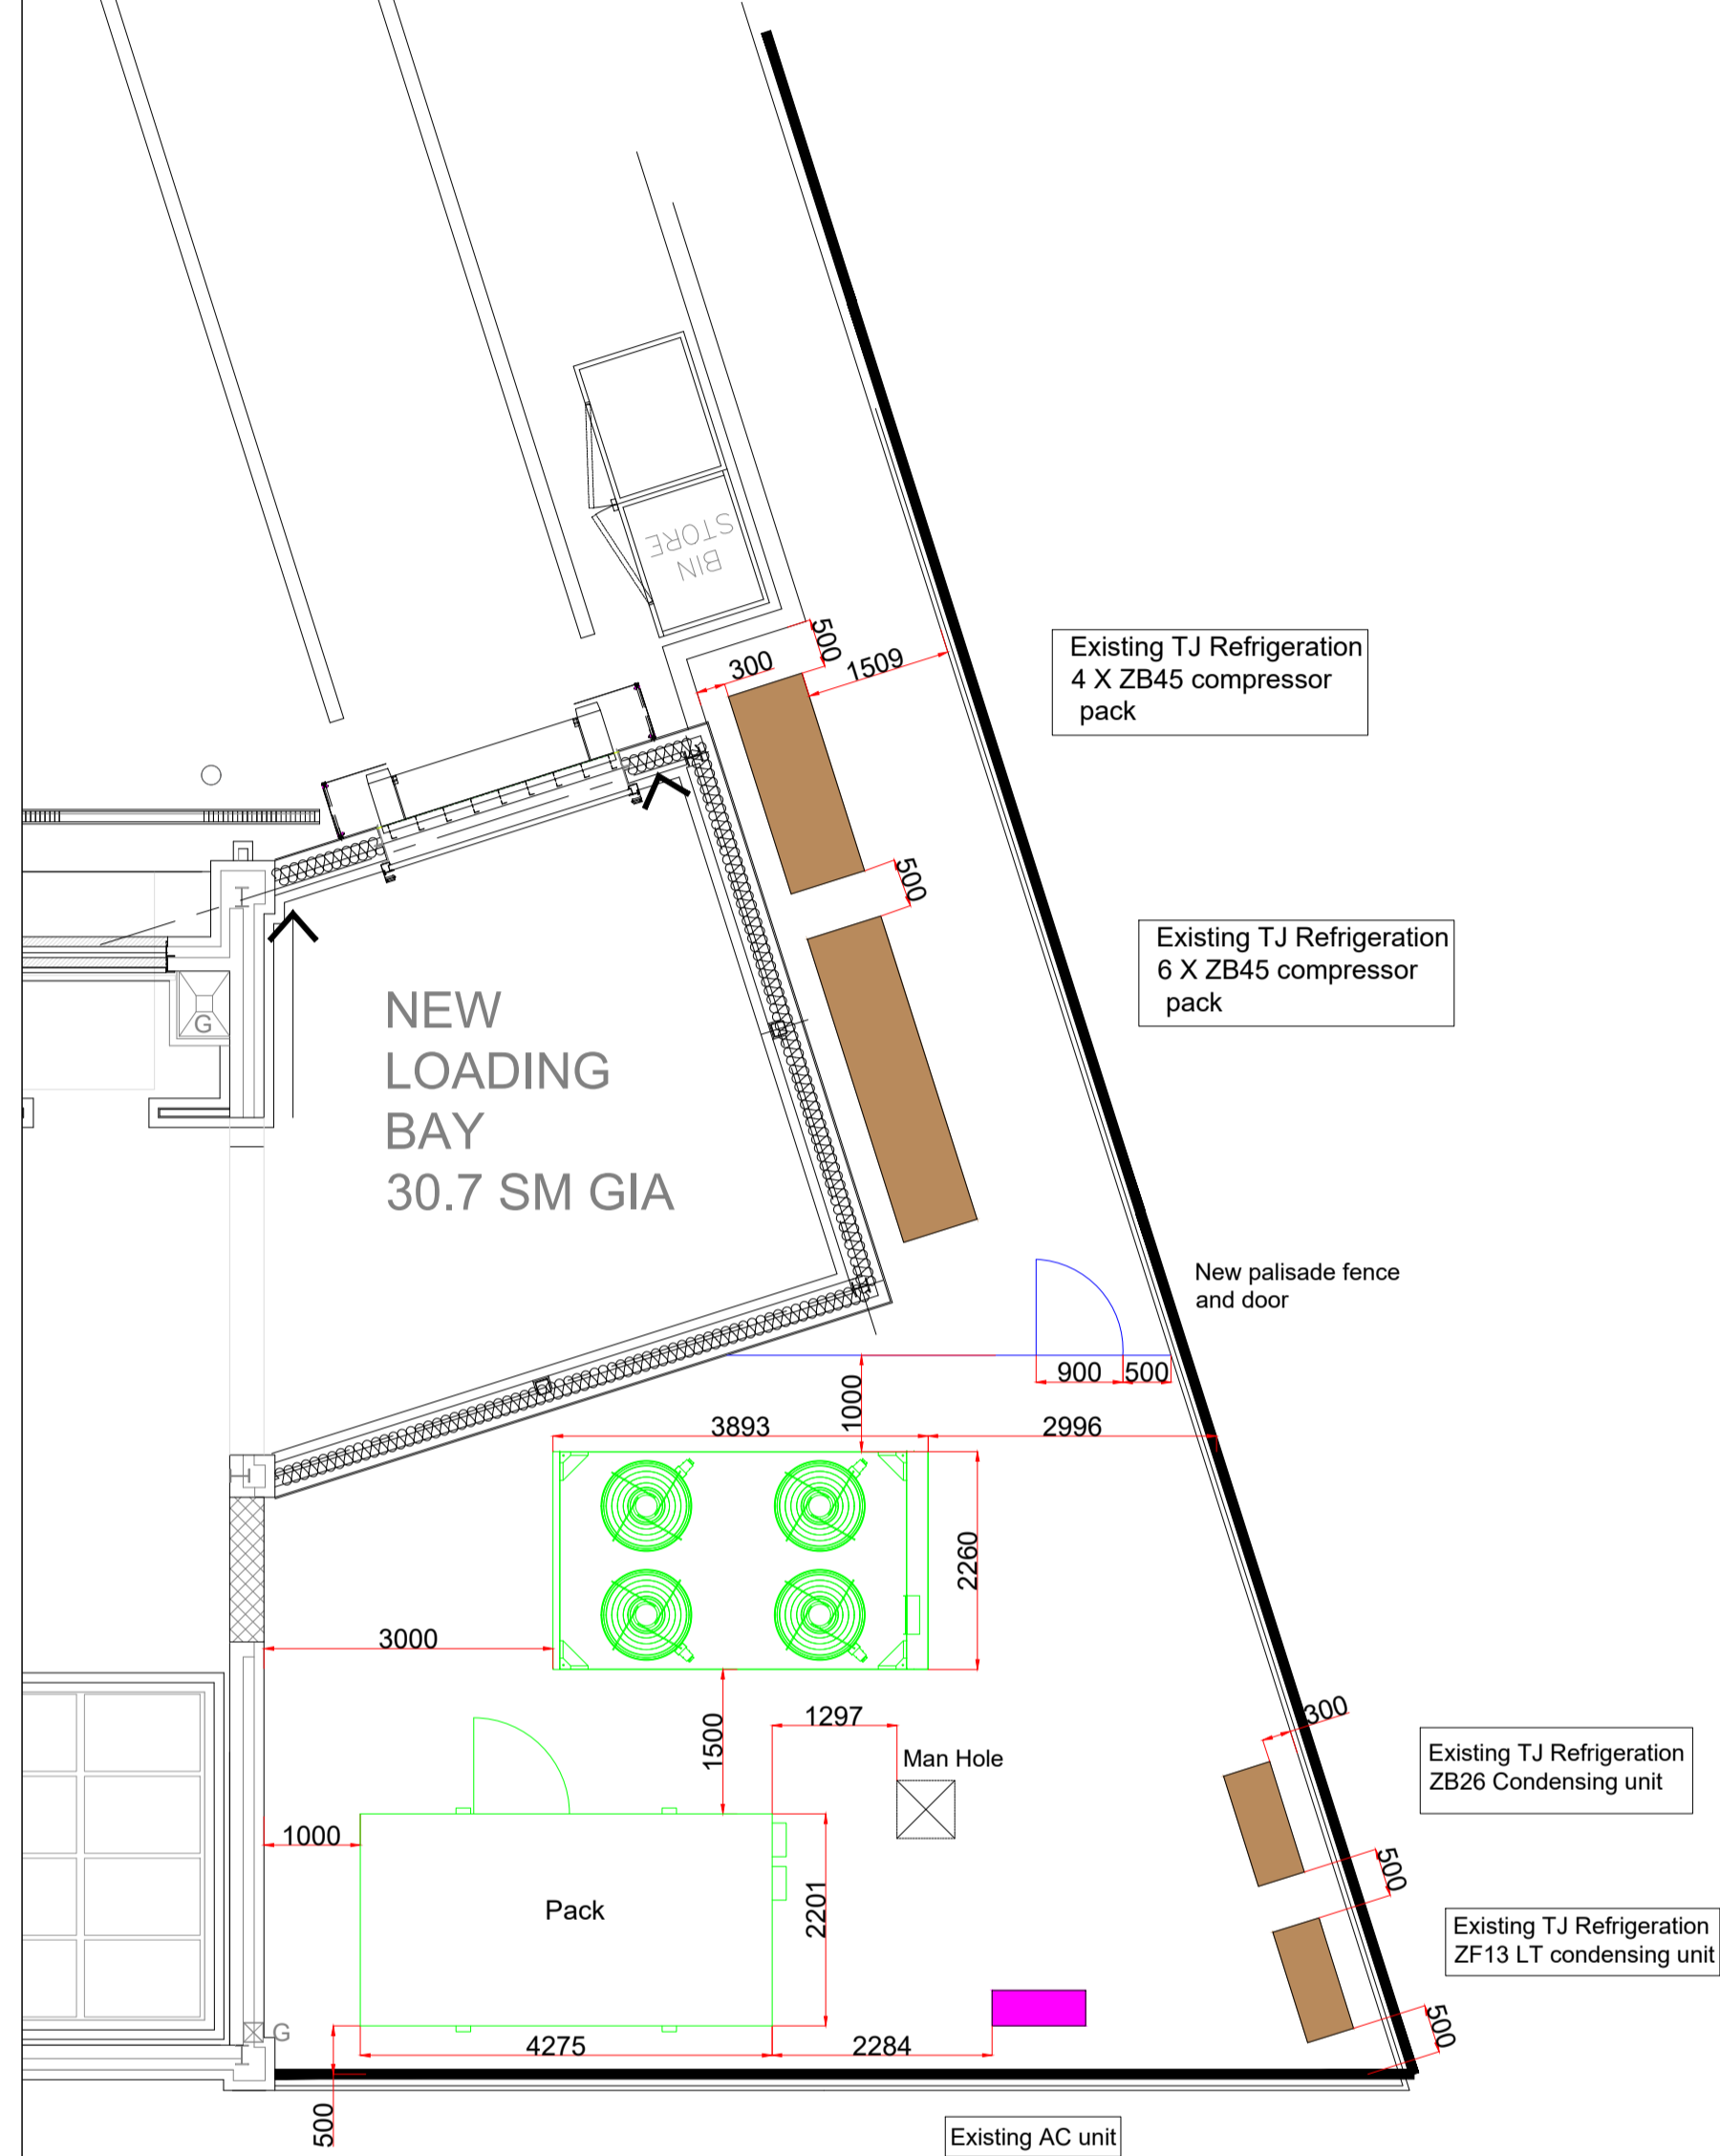 BIN
STORE
500
300
1509
Existing TJ Refrigeration
4 X ZB45 compressor
pack
500
Existing TJ Refrigeration
6 X ZB45 compressor
pack
G
NEW
LOADING
BAY
30.7 SM GIA
New palisade fence
and door
900
500
1000
3893
2996
2260
3000
1500
1297
Man Hole
300
Existing TJ Refrigeration
ZB26 Condensing unit
1000
500
Pack
2201
Existing TJ Refrigeration
ZF13 LT condensing unit
G
4275
2284
500
500
Existing AC unit